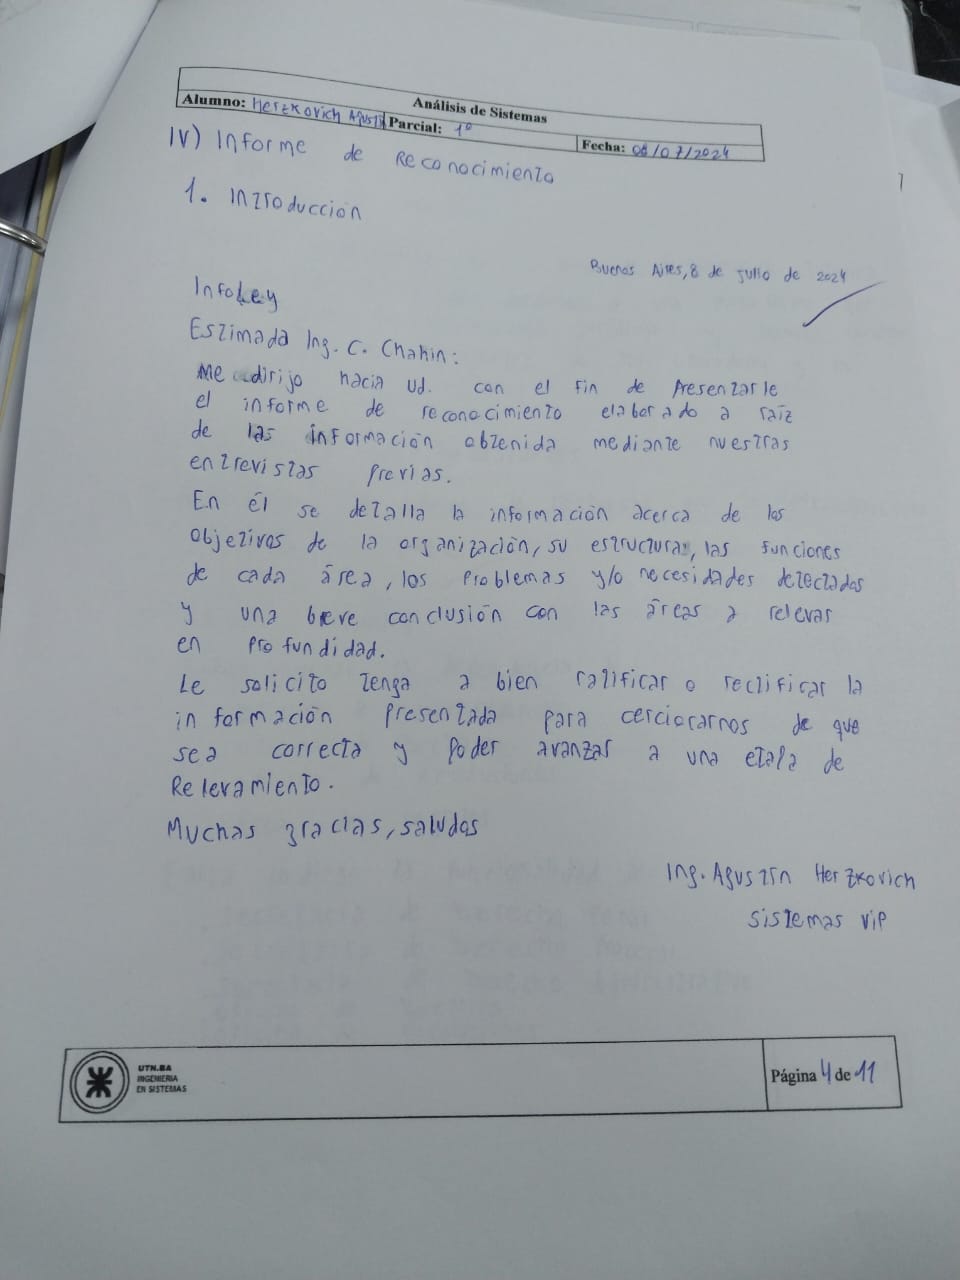 Análisis de Sistemas
Alumno: Herzkovich Agustín Parcial: 1º Fecha: 08/07/2024
IV) Informe de Reconocimiento
1. Introducción
Buenos Aires, 8 de julio de 2024
InfoKey
Estimada Ing. C. Chahin:
Me dirijo hacia Ud. con el fin de Presentarle
el informe de reconocimiento elaborado a raíz
de las información obtenida mediante nuestras
entrevistas previas.
En él se detalla la información acerca de los
objetivos de la organización, su estructura, las funciones
de cada área, los problemas y/o necesidades detectados
y una breve conclusión con las áreas a relevar
en profundidad.
Le solicito tenga a bien ratificar o rectificar la
información presentada para cerciorarnos de que
sea correcta y poder avanzar a una etapa de
Relevamiento.
Muchas gracias, saludos
Ing. Agustín Herzkovich
Sistemas VIP
UTN.BA
INGENIERIA
EN SISTEMAS
Página 4 de 11